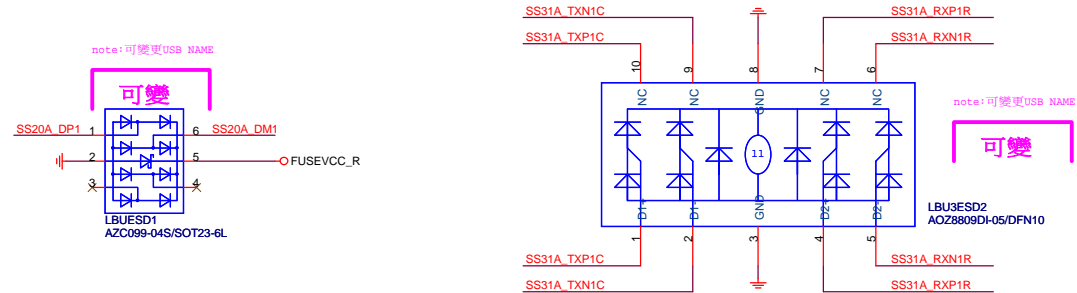 note:可變更USB NAME
可變
SS20A_DP1
1
6
SS20A_DM1
2
5
FUSEVCC_R
3
4
LBUESD1
AZC099-04S/SOT23-6L
SS31A_TXN1C
SS31A_RXP1R
SS31A_TXP1C
SS31A_RXN1R
10
9
8
7
6
NC
NC
GND
NC
NC
note:可變更USB NAME
可變
11
D1+
D1-
GND
D2+
D2-
LBU3ESD2
AOZ8809DI-05/DFN10
1
2
3
4
5
SS31A_TXP1C
SS31A_RXN1R
SS31A_TXN1C
SS31A_RXP1R